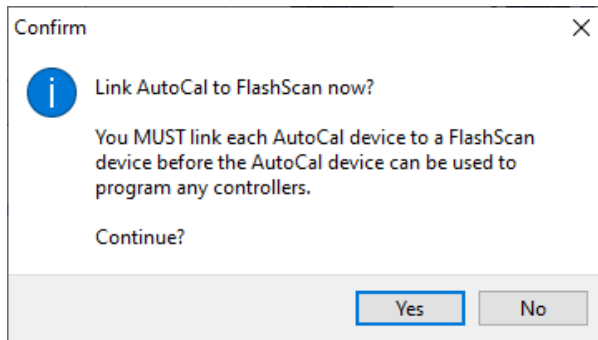 Confirm
Link AutoCal to FlashScan now?
You MUST link each AutoCal device to a FlashScan
device before the AutoCal device can be used to
program any controllers.
Continue?
Yes
No